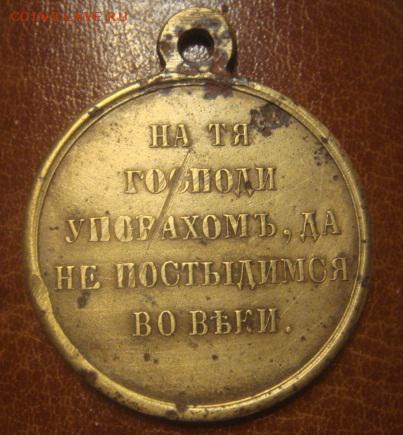 COINS.LAVE.RU
НА ТЯ
ГОСПОДИ
УПОВАХОМЪ, ДА
НЕ ПОСТЫДИМСЯ
ВО ВѢКИ.